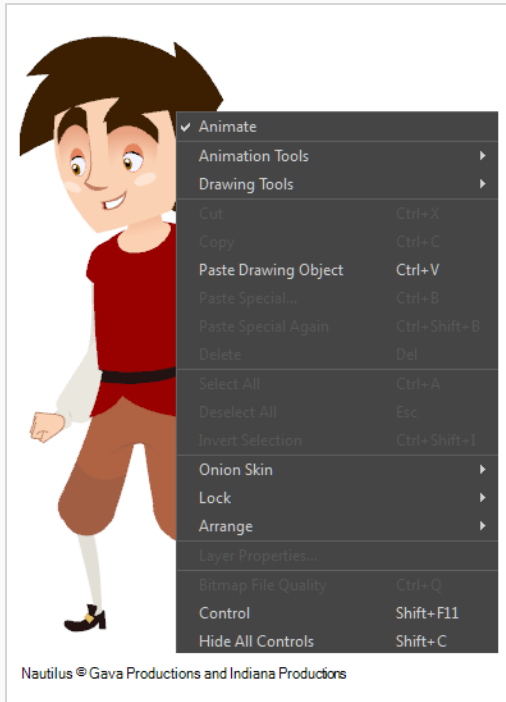 Animate
Animation Tools
Drawing Tools
Cut Ctrl+X
Copy Ctrl+C
Paste Drawing Object Ctrl+V
Paste Special... Ctrl+B
Paste Special Again Ctrl+Shift+B
Delete Del
Select All Ctrl+A
Deselect All Esc
Invert Selection Ctrl+Shift+I
Onion Skin
Lock
Arrange
Layer Properties...
Bitmap File Quality Ctrl+Q
Control Shift+F11
Hide All Controls Shift+C
Nautilus © Gava Productions and Indiana Productions